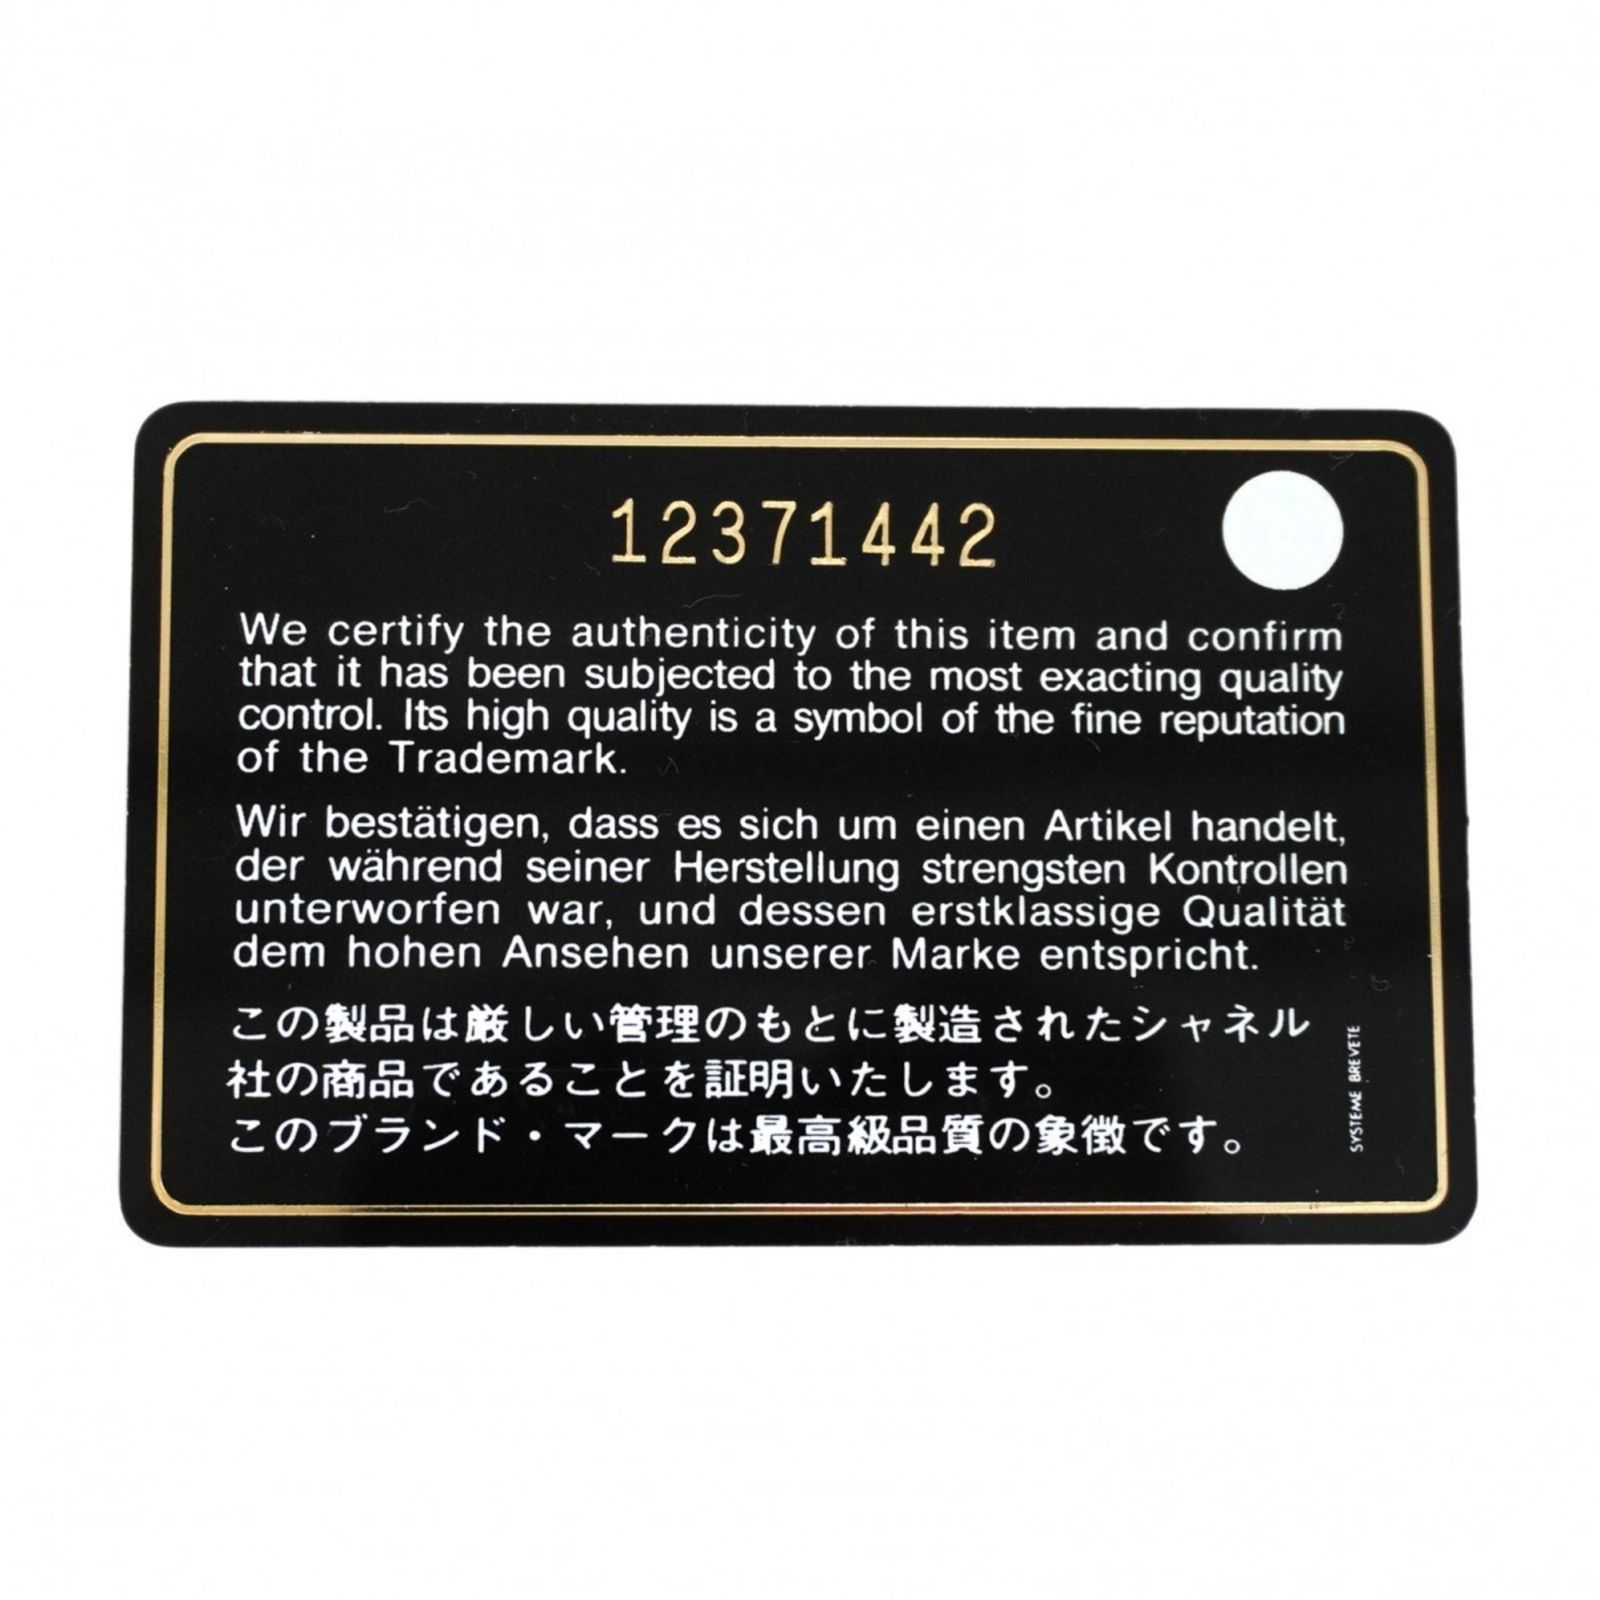 12371442
We certify the authenticity of this item and confirm
that it has been subjected to the most exacting quality
control. Its high quality is a symbol of the fine reputation
of the Trademark.
Wir bestätigen, dass es sich um einen Artikel handelt,
der während seiner Herstellung strengsten Kontrollen
unterworfen war, und dessen erstklassige Qualität
dem hohen Ansehen unserer Marke entspricht.
この製品は厳しい管理のもとに製造されたシャネル
社の商品であることを証明いたします。
このブランド・マークは最高級品質の象徴です。
SYSTEME BREVETE